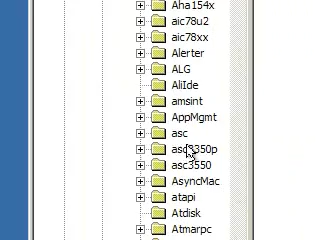 Aha154x
aic78u2
aic78xx
Alerter
ALG
AliIde
amsint
AppMgmt
asc
asc3350p
asc3550
AsyncMac
atapi
Atdisk
Atmarpc